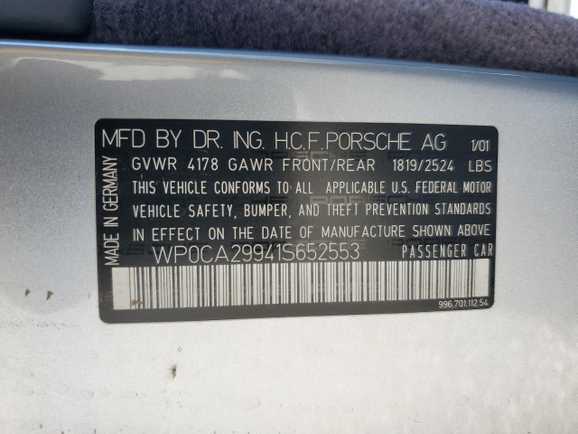 MFD BY DR. ING. H.C.F. PORSCHE AG 1/01
GVWR 4178 GAWR FRONT/REAR 1819/2524 LBS
THIS VEHICLE CONFORMS TO ALL APPLICABLE U.S. FEDERAL MOTOR
VEHICLE SAFETY, BUMPER, AND THEFT PREVENTION STANDARDS
IN EFFECT ON THE DATE OF MANUFACTURE SHOWN ABOVE
WP0CA29941S652553 PASSENGER CAR
996.701.112.54
MADE IN GERMANY